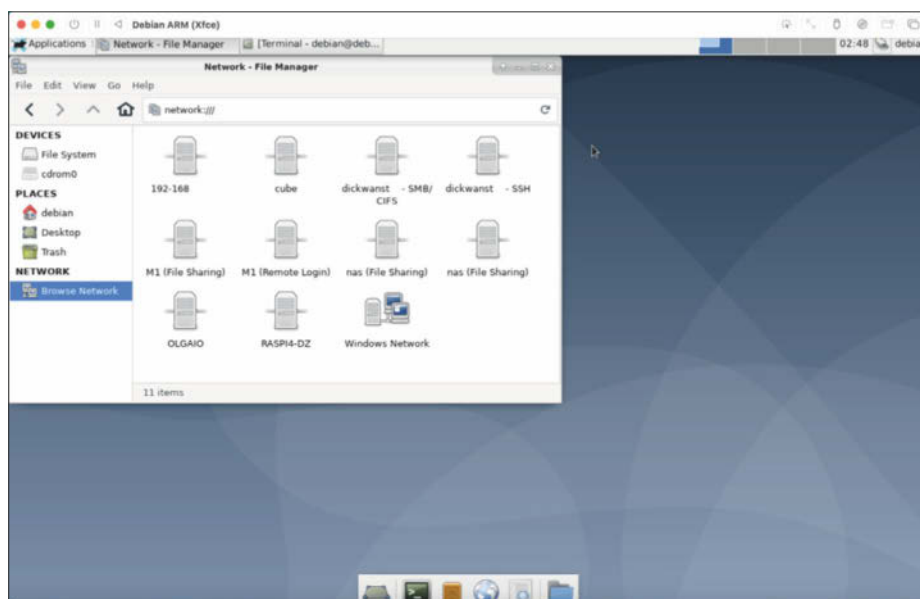 Debian ARM (Xfce)
Applications Network - File Manager [Terminal - debian@deb... 02:48 debia
Network - File Manager
File Edit View Go Help
network:///
DEVICES
File System
cdrom0
PLACES
debian
Desktop
Trash
NETWORK
Browse Network
192-168 cube dickwanst - SMB/ dickwanst - SSH
CIFS
M1 (File Sharing) M1 (Remote Login) nas (File Sharing) nas (File Sharing)
OLGAIO RASPI4-DZ Windows Network
11 items